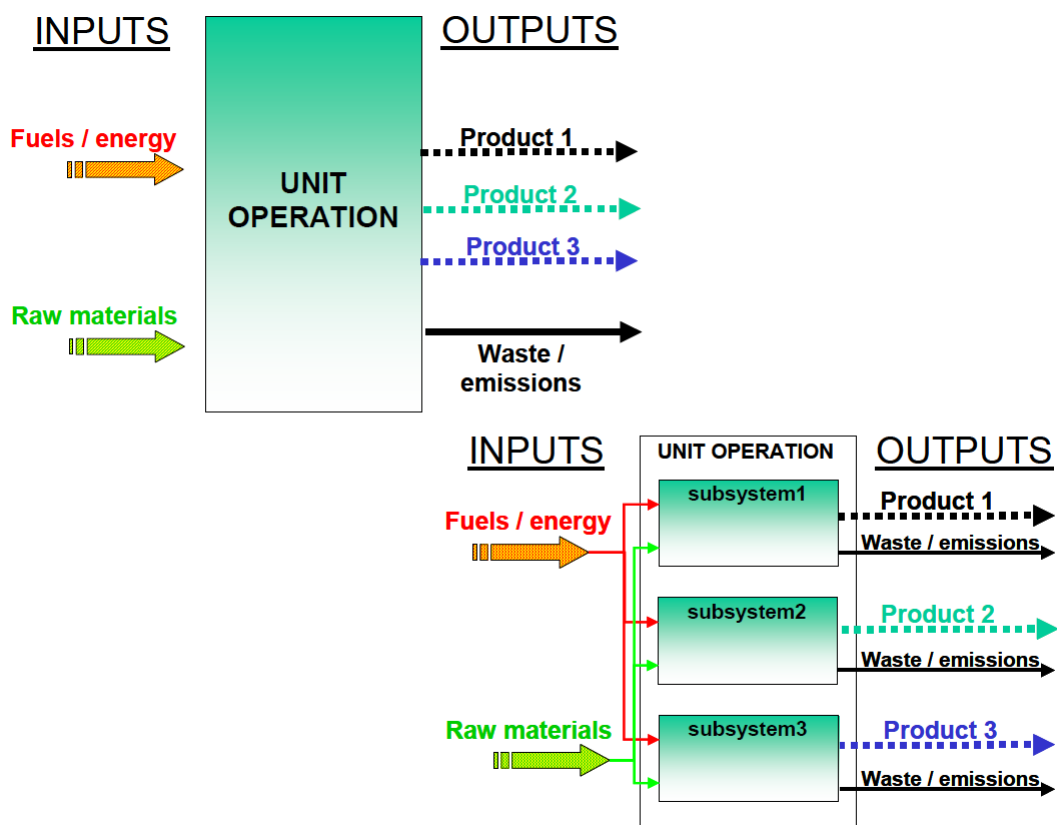 INPUTS
OUTPUTS
Fuels / energy
Raw materials
UNIT
OPERATION
Product 1
Product 2
Product 3
Waste /
emissions
INPUTS
UNIT OPERATION
OUTPUTS
Fuels / energy
Raw materials
subsystem1
Product 1
Waste / emissions
subsystem2
Product 2
Waste / emissions
subsystem3
Product 3
Waste / emissions